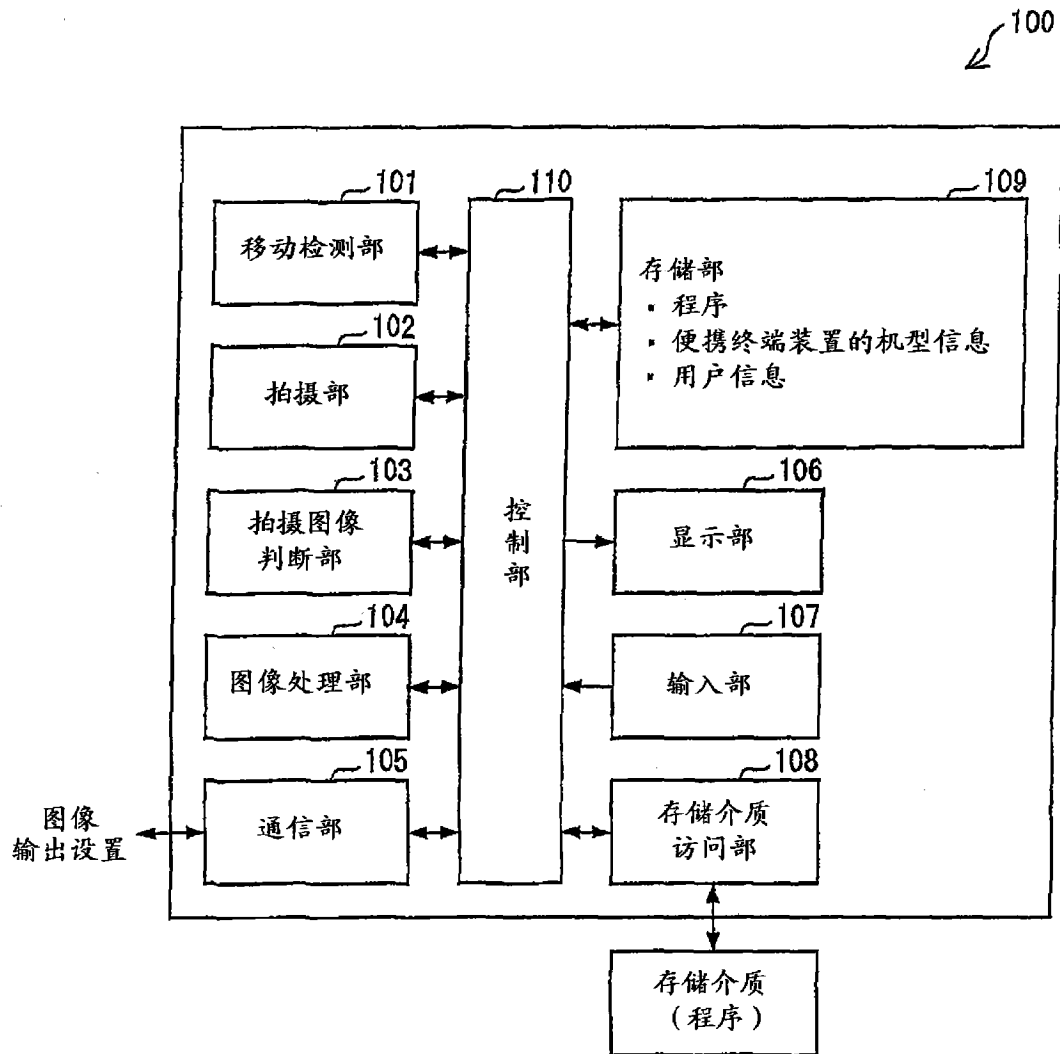 100
101
移动检测部
102
拍摄部
103
拍摄图像
判断部
104
图像处理部
105
通信部
图像
输出设置
110
控
制
部
109
存储部
▪ 程序
▪ 便携终端装置的机型信息
▪ 用户信息
106
显示部
107
输入部
108
存储介质
访问部
存储介质
(程序)